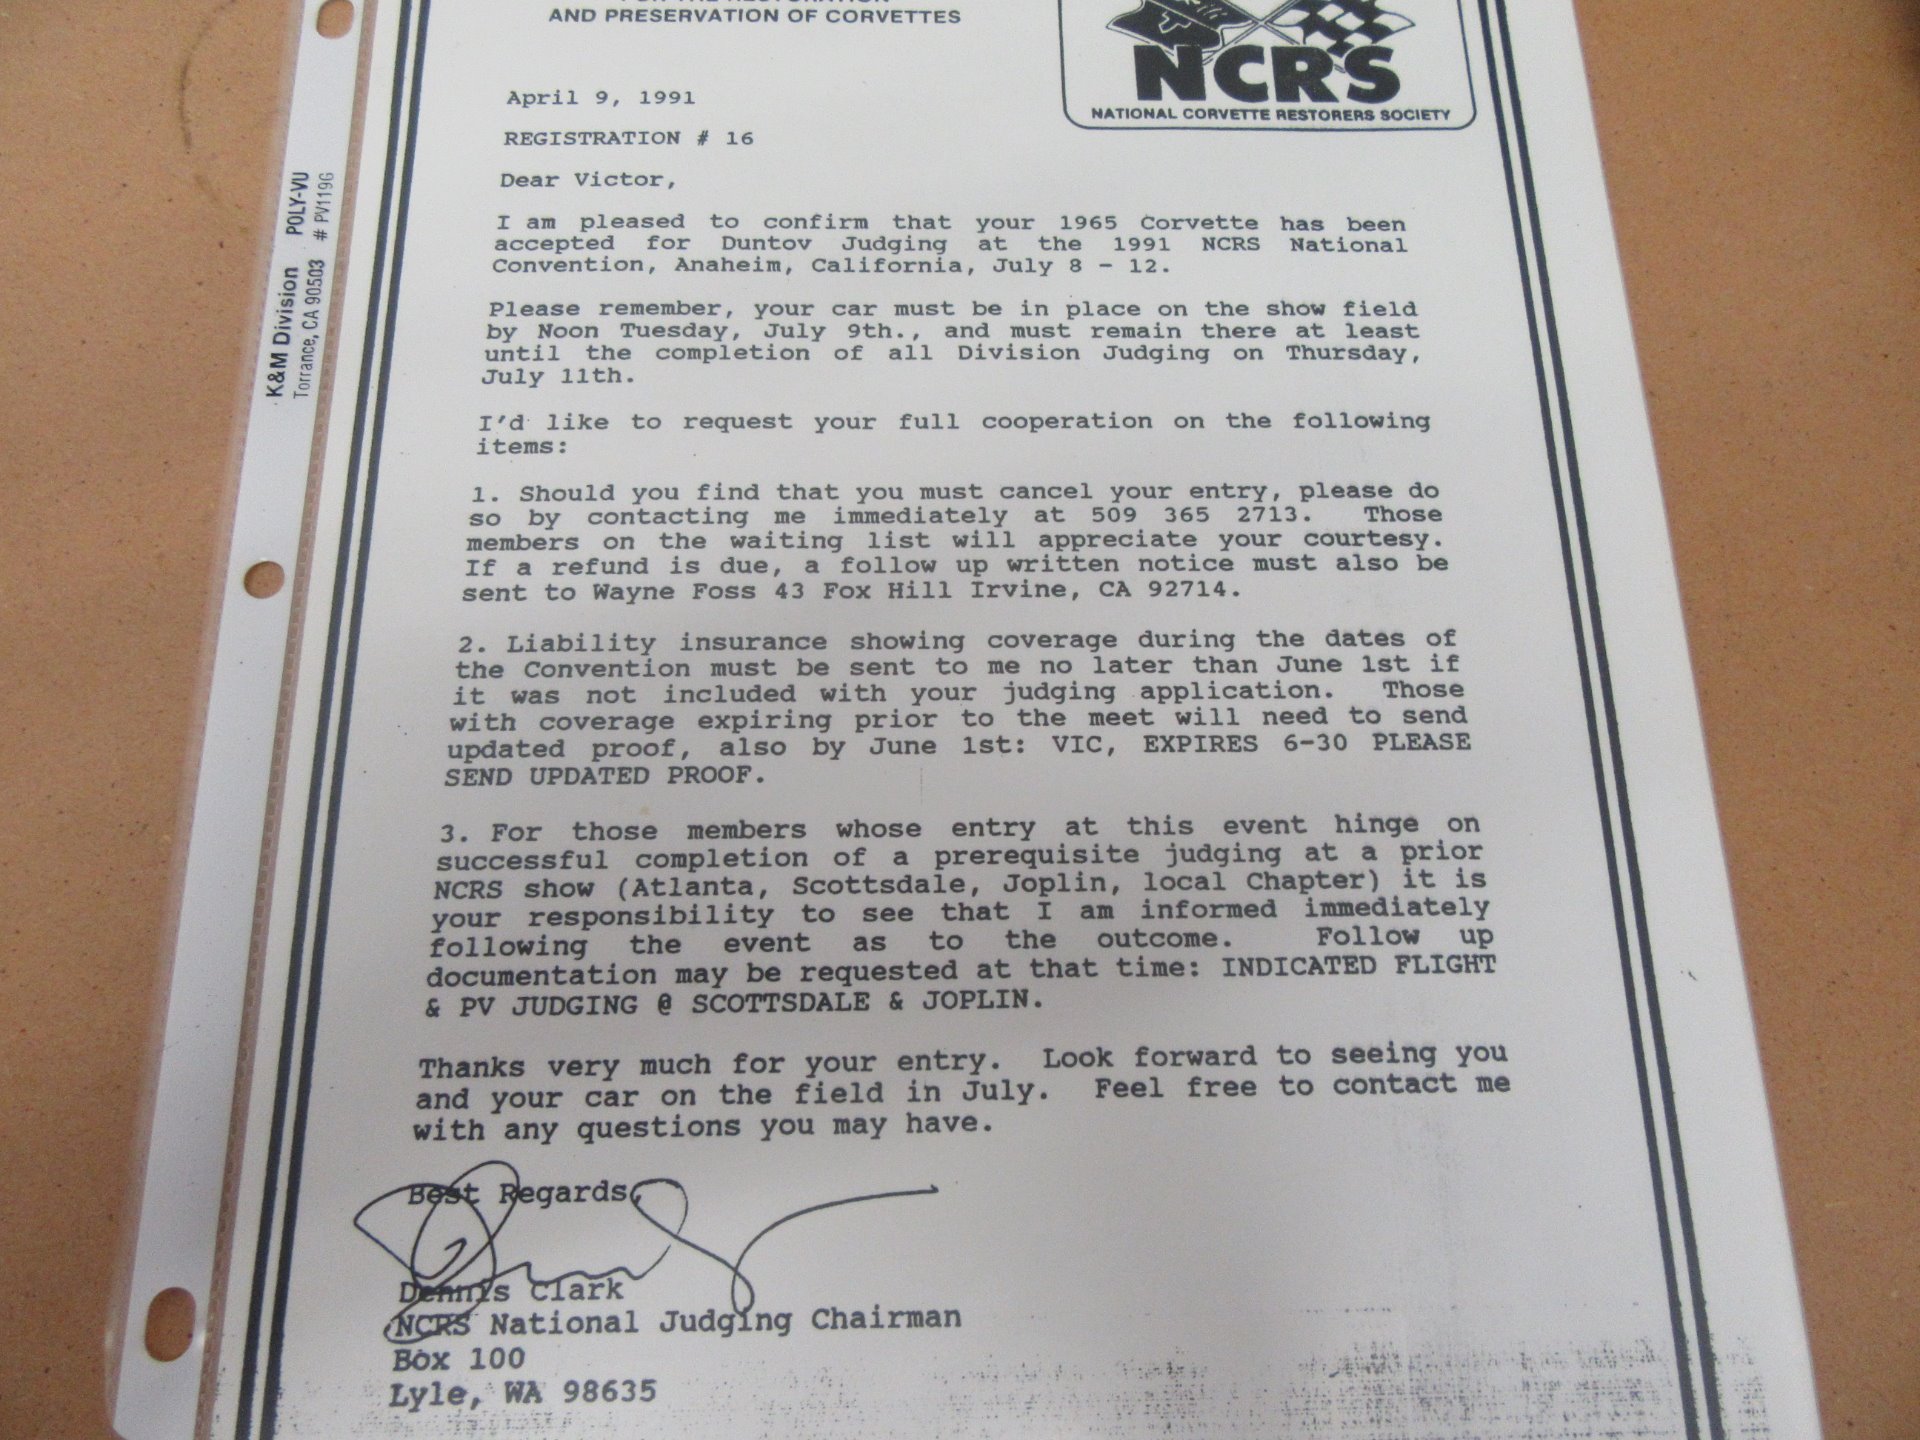 AND PRESERVATION OF CORVETTES
NCRS
NATIONAL CORVETTE RESTORERS SOCIETY
April 9, 1991
REGISTRATION # 16
Dear Victor,
I am pleased to confirm that your 1965 Corvette has been
accepted for Duntov Judging at the 1991 NCRS National
Convention, Anaheim, California, July 8 - 12.
Please remember, your car must be in place on the show field
by Noon Tuesday, July 9th., and must remain there at least
until the completion of all Division Judging on Thursday,
July 11th.
I'd like to request your full cooperation on the following
items:
1. Should you find that you must cancel your entry, please do
so by contacting me immediately at 509 365 2713. Those
members on the waiting list will appreciate your courtesy.
If a refund is due, a follow up written notice must also be
sent to Wayne Foss 43 Fox Hill Irvine, CA 92714.
2. Liability insurance showing coverage during the dates of
the Convention must be sent to me no later than June 1st if
it was not included with your judging application. Those
with coverage expiring prior to the meet will need to send
updated proof, also by June 1st: VIC, EXPIRES 6-30 PLEASE
SEND UPDATED PROOF.
3. For those members whose entry at this event hinge on
successful completion of a prerequisite judging at a prior
NCRS show (Atlanta, Scottsdale, Joplin, local Chapter) it is
your responsibility to see that I am informed immediately
following the event as to the outcome. Follow up
documentation may be requested at that time: INDICATED FLIGHT
& PV JUDGING @ SCOTTSDALE & JOPLIN.
Thanks very much for your entry. Look forward to seeing you
and your car on the field in July. Feel free to contact me
with any questions you may have.
Best Regards,
Dennis Clark
NCRS National Judging Chairman
Box 100
Lyle, WA 98635
K&M Division POLY-VU
Torrance, CA 90503 # PV119G